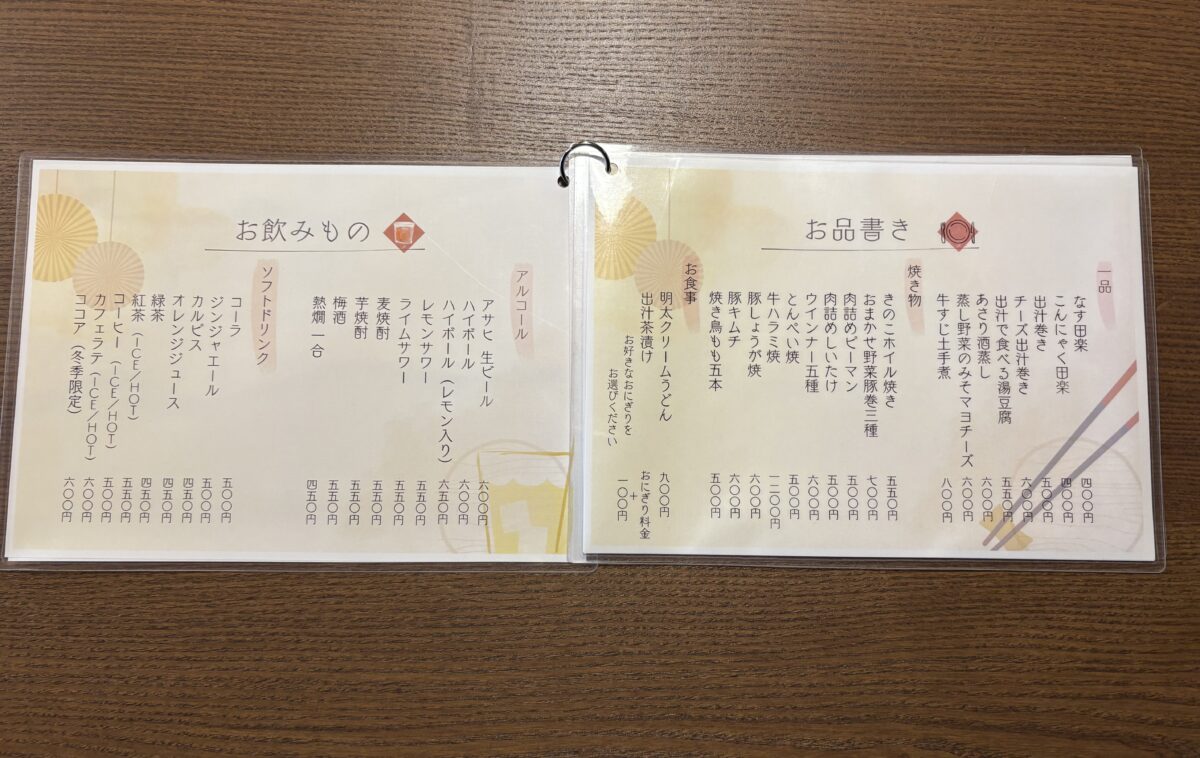 お品書き
一品
なす田楽 四〇〇円
こんにゃく田楽 四〇〇円
出汁巻き 五〇〇円
チーズ出汁巻き 六〇〇円
出汁で食べる湯豆腐 五五〇円
あさり酒蒸し 六〇〇円
蒸し野菜のみそマヨチーズ 六〇〇円
牛すじ土手煮 八〇〇円
焼き物
きのこホイル焼き 五五〇円
おまかせ野菜豚巻三種 七〇〇円
肉詰めピーマン 五〇〇円
肉詰めしいたけ 五〇〇円
ウインナー五種 六〇〇円
とんぺい焼 五〇〇円
牛ハラミ焼 一二〇〇円
豚しょうが焼 六〇〇円
豚キムチ 六〇〇円
焼き鳥もも五本 五〇〇円
お食事
明太クリームうどん 九〇〇円
出汁茶漬け おにぎり料金+一〇〇円
お好きなおにぎりを
お選びください
お飲みもの
アルコール
アサヒ 生ビール 六〇〇円
ハイボール 六〇〇円
ハイボール(レモン入り) 六五〇円
レモンサワー 五五〇円
ライムサワー 五五〇円
麦焼酎 五五〇円
芋焼酎 五五〇円
梅酒 四五〇円
熱燗 一合 四五〇円
ソフトドリンク
コーラ 五〇〇円
ジンジャエール 五〇〇円
カルピス 四五〇円
オレンジジュース 四五〇円
緑茶 四五〇円
紅茶(ICE/HOT) 五五〇円
コーヒー(ICE/HOT) 五〇〇円
カフェラテ(ICE/HOT) 六〇〇円
ココア(冬季限定) 六〇〇円